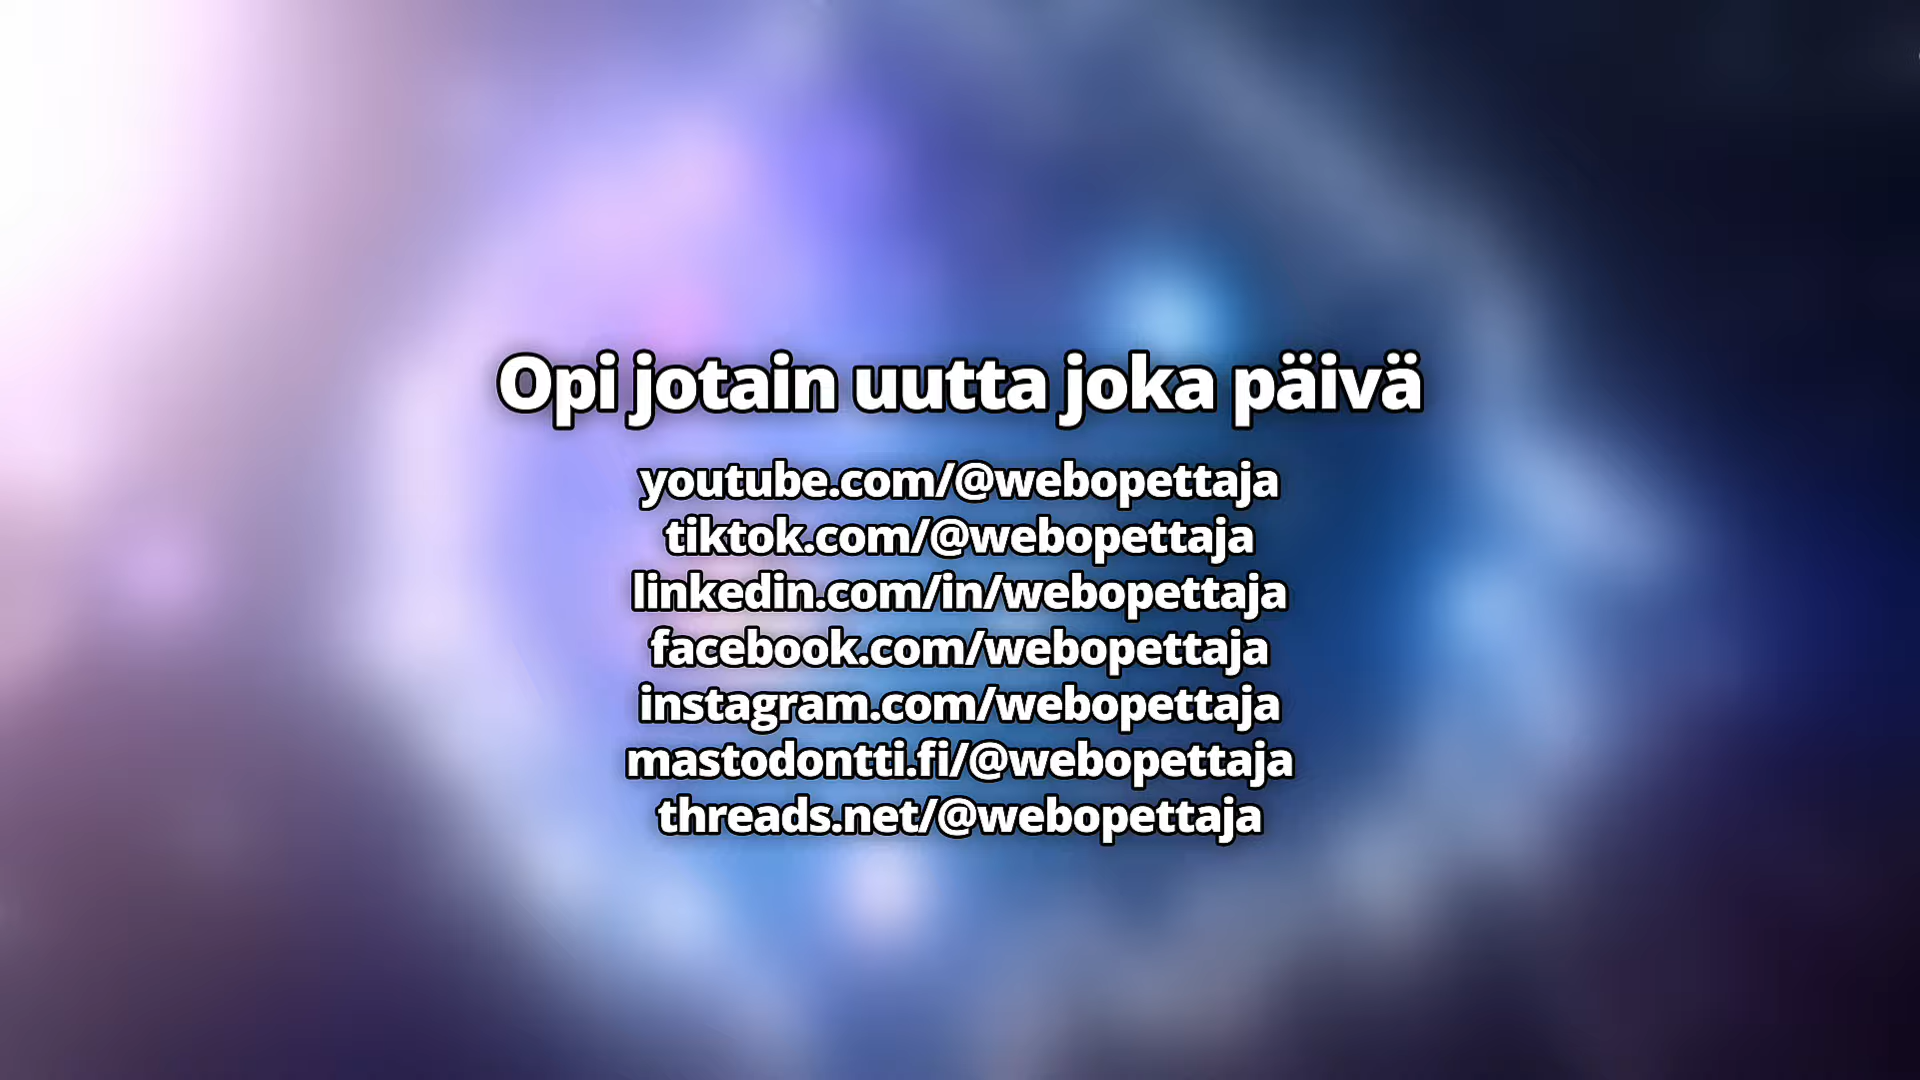 Opi jotain uutta joka päivä
youtube.com/@webopettaja
tiktok.com/@webopettaja
linkedin.com/in/webopettaja
facebook.com/webopettaja
instagram.com/webopettaja
mastodontti.fi/@webopettaja
threads.net/@webopettaja